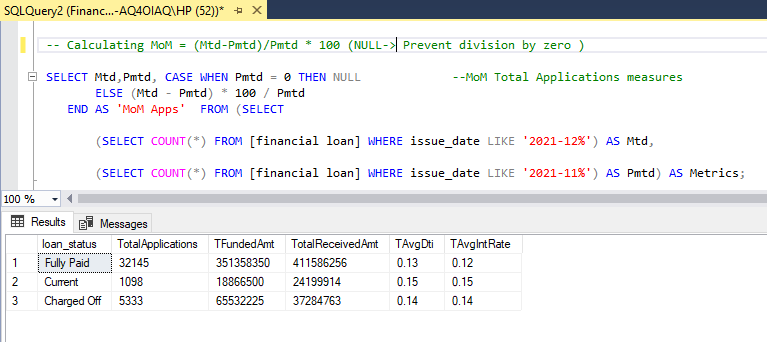 SQLQuery2 (Financ...-AQ4OIAQ\HP (52))*
-- Calculating MoM = (Mtd-Pmtd)/Pmtd * 100 (NULL-> Prevent division by zero )
SELECT Mtd,Pmtd, CASE WHEN Pmtd = 0 THEN NULL --MoM Total Applications measures
ELSE (Mtd - Pmtd) * 100 / Pmtd
END AS 'MoM Apps' FROM (SELECT
(SELECT COUNT(*) FROM [financial loan] WHERE issue_date LIKE '2021-12%') AS Mtd,
(SELECT COUNT(*) FROM [financial loan] WHERE issue_date LIKE '2021-11%') AS Pmtd) AS Metrics;
100 %
Results Messages
loan_status TotalApplications TFundedAmt TotalReceivedAmt TAvgDti TAvgIntRate
1 Fully Paid 32145 351358350 411586256 0.13 0.12
2 Current 1098 18866500 24199914 0.15 0.15
3 Charged Off 5333 65532225 37284763 0.14 0.14